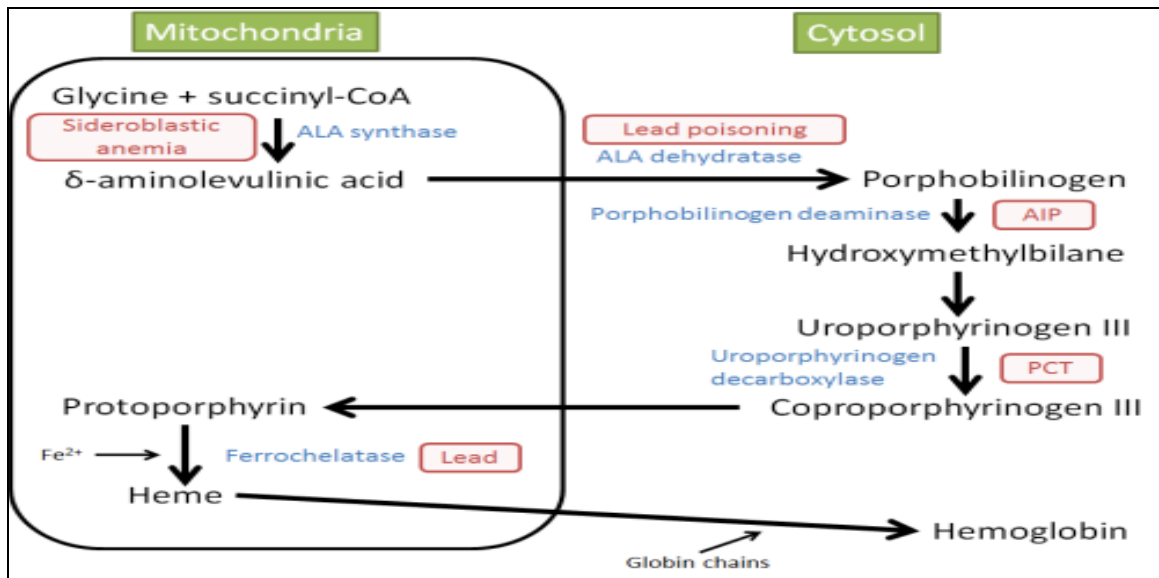 Mitochondria
Cytosol
Glycine + succinyl-CoA
Sideroblastic
anemia
ALA synthase
Lead poisoning
ALA dehydratase
δ-aminolevulinic acid
Porphobilinogen
Porphobilinogen deaminase
AIP
Hydroxymethylbilane
Uroporphyrinogen III
Uroporphyrinogen
decarboxylase
PCT
Protoporphyrin
Coproporphyrinogen III
Fe²⁺
Ferrochelatase
Lead
Heme
Hemoglobin
Globin chains